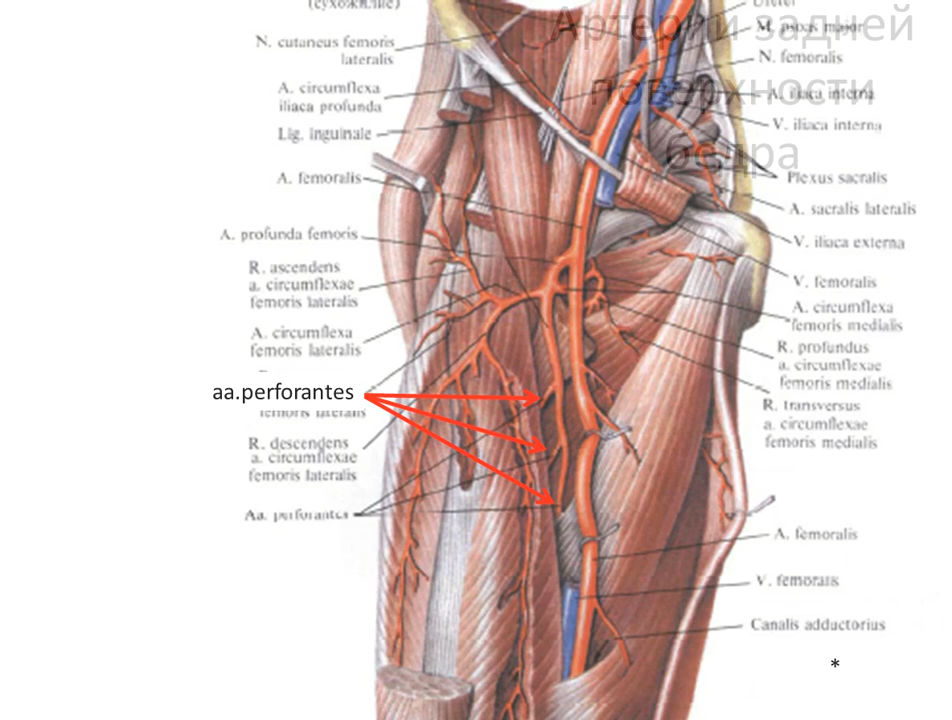 (сухожилие)
Ureter
Артерии задней
поверхности
бедра
N. cutaneus femoris
lateralis
A. circumflexa
iliaca profunda
Lig. inguinale
A. femoralis
A. profunda femoris
R. ascendens
a. circumflexae
femoris lateralis
A. circumflexa
femoris lateralis
aa.perforantes
femoris lateralis
R. descendens
a. circumflexae
femoris lateralis
Aa. perforantes
M. psoas major
N. femoralis
A. iliaca interna
V. iliaca interna
Plexus sacralis
A. sacralis lateralis
V. iliaca externa
V. femoralis
A. circumflexa
femoris medialis
R. profundus
a. circumflexae
femoris medialis
R. transversus
a. circumflexae
femoris medialis
A. femoralis
V. femoralis
Canalis adductorius
*